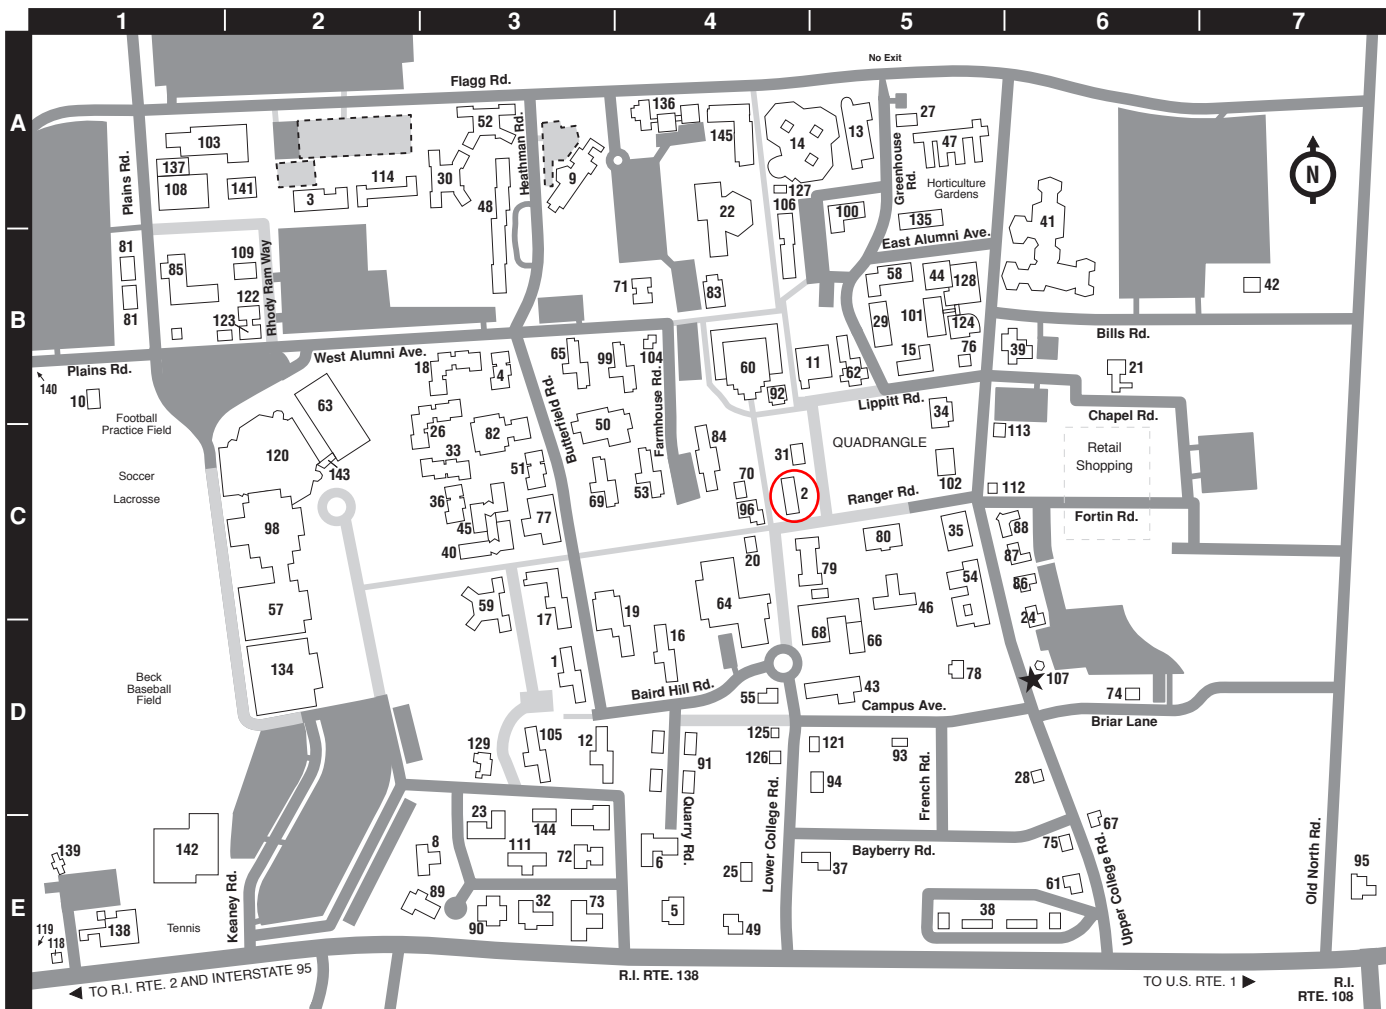 1 2 3 4 5 6 7
A
B
C
D
E
No Exit
Flagg Rd.
136
52
103
145
14
13
27
47
Heathman Rd.
Greenhouse
Rd.
Horticulture
Gardens
N
Plains Rd.
137
108
141
3
114
30
48
9
22
127
106
100
135
41
East Alumni Ave.
81
85
109
Rhody Ram Way
122
123
81
71
83
58
44
128
42
29
101
124
Bills Rd.
West Alumni Ave.
Plains Rd.
140
10
18
4
65
99
104
60
11
62
15
76
39
21
92
63
Football
Practice Field
Butterfield Rd.
Farmhouse Rd.
Lippitt Rd.
Chapel Rd.
34
113
26
82
50
84
31
QUADRANGLE
Retail
Shopping
120
143
33
51
Soccer
Lacrosse
36
69
53
70
2
102
112
Ranger Rd.
Fortin Rd.
98
45
77
96
40
20
80
35
88
87
79
54
86
57
59
17
19
64
46
24
16
68
66
134
1
78
107
Beck
Baseball
Field
Baird Hill Rd.
55
43
Campus Ave.
74
Briar Lane
129
105
12
91
125
126
121
93
94
French Rd.
28
23
144
Quarry Rd.
Lower College Rd.
67
139
142
8
111
72
6
25
37
Bayberry Rd.
75
Upper College Rd.
Old North Rd.
95
61
89
Keaney Rd.
90
32
73
5
49
38
119
118
138
Tennis
R.I. RTE. 138
TO R.I. RTE. 2 AND INTERSTATE 95
TO U.S. RTE. 1
R.I.
RTE. 108